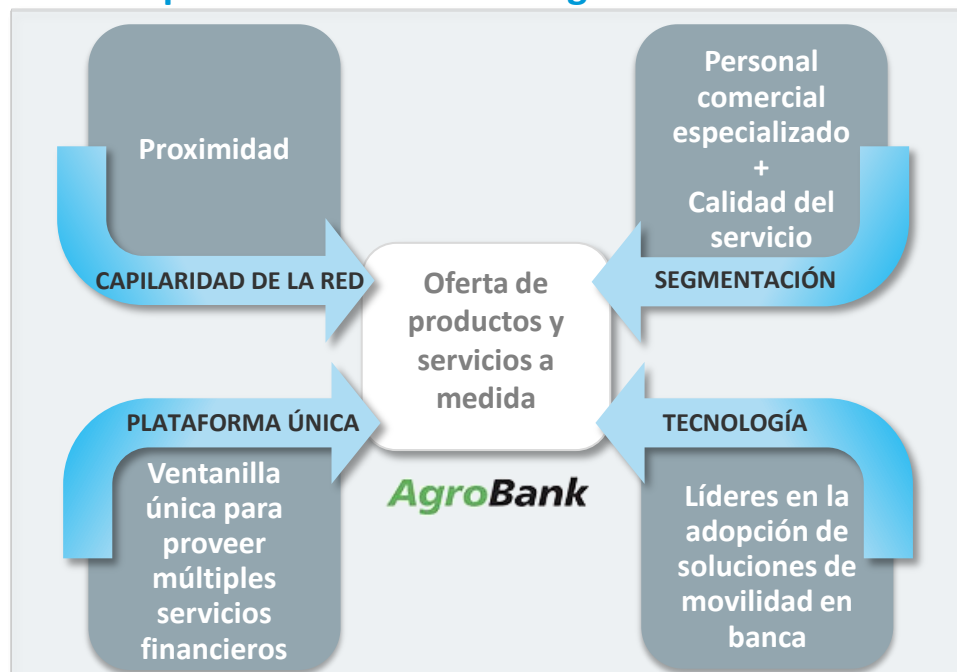 Proximidad
CAPILARIDAD DE LA RED
Personal
comercial
especializado
+
Calidad del
servicio
SEGMENTACIÓN
Oferta de
productos y
servicios a
medida
PLATAFORMA ÚNICA
Ventanilla
única para
proveer
múltiples
servicios
financieros
AgroBank
TECNOLOGÍA
Líderes en la
adopción de
soluciones de
movilidad en
banca